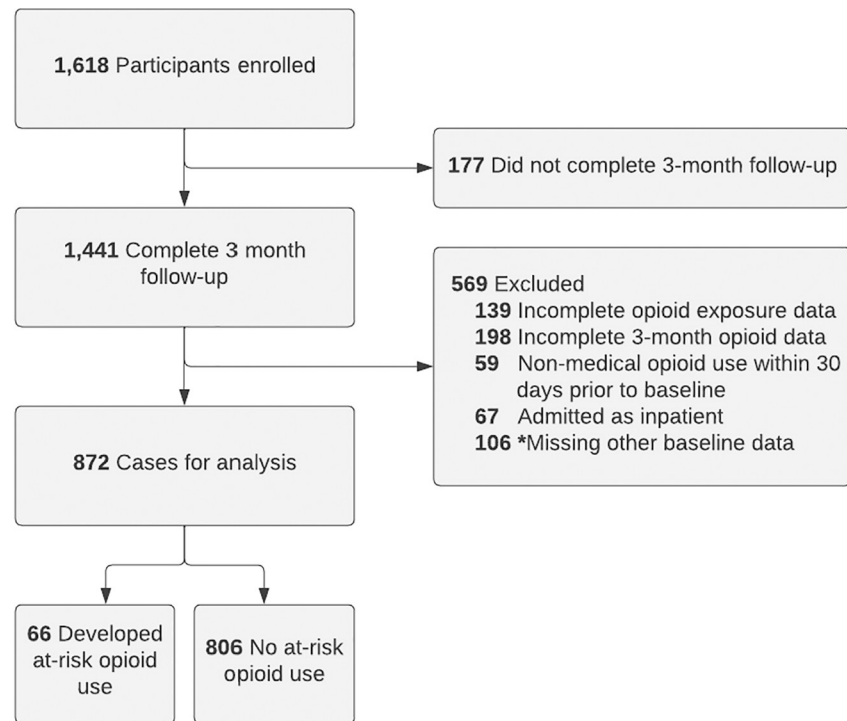 1,618 Participants enrolled
177 Did not complete 3-month follow-up
1,441 Complete 3 month
follow-up
569 Excluded
139 Incomplete opioid exposure data
198 Incomplete 3-month opioid data
59 Non-medical opioid use within 30
days prior to baseline
67 Admitted as inpatient
106 *Missing other baseline data
872 Cases for analysis
66 Developed
at-risk opioid
use
806 No at-risk
opioid use